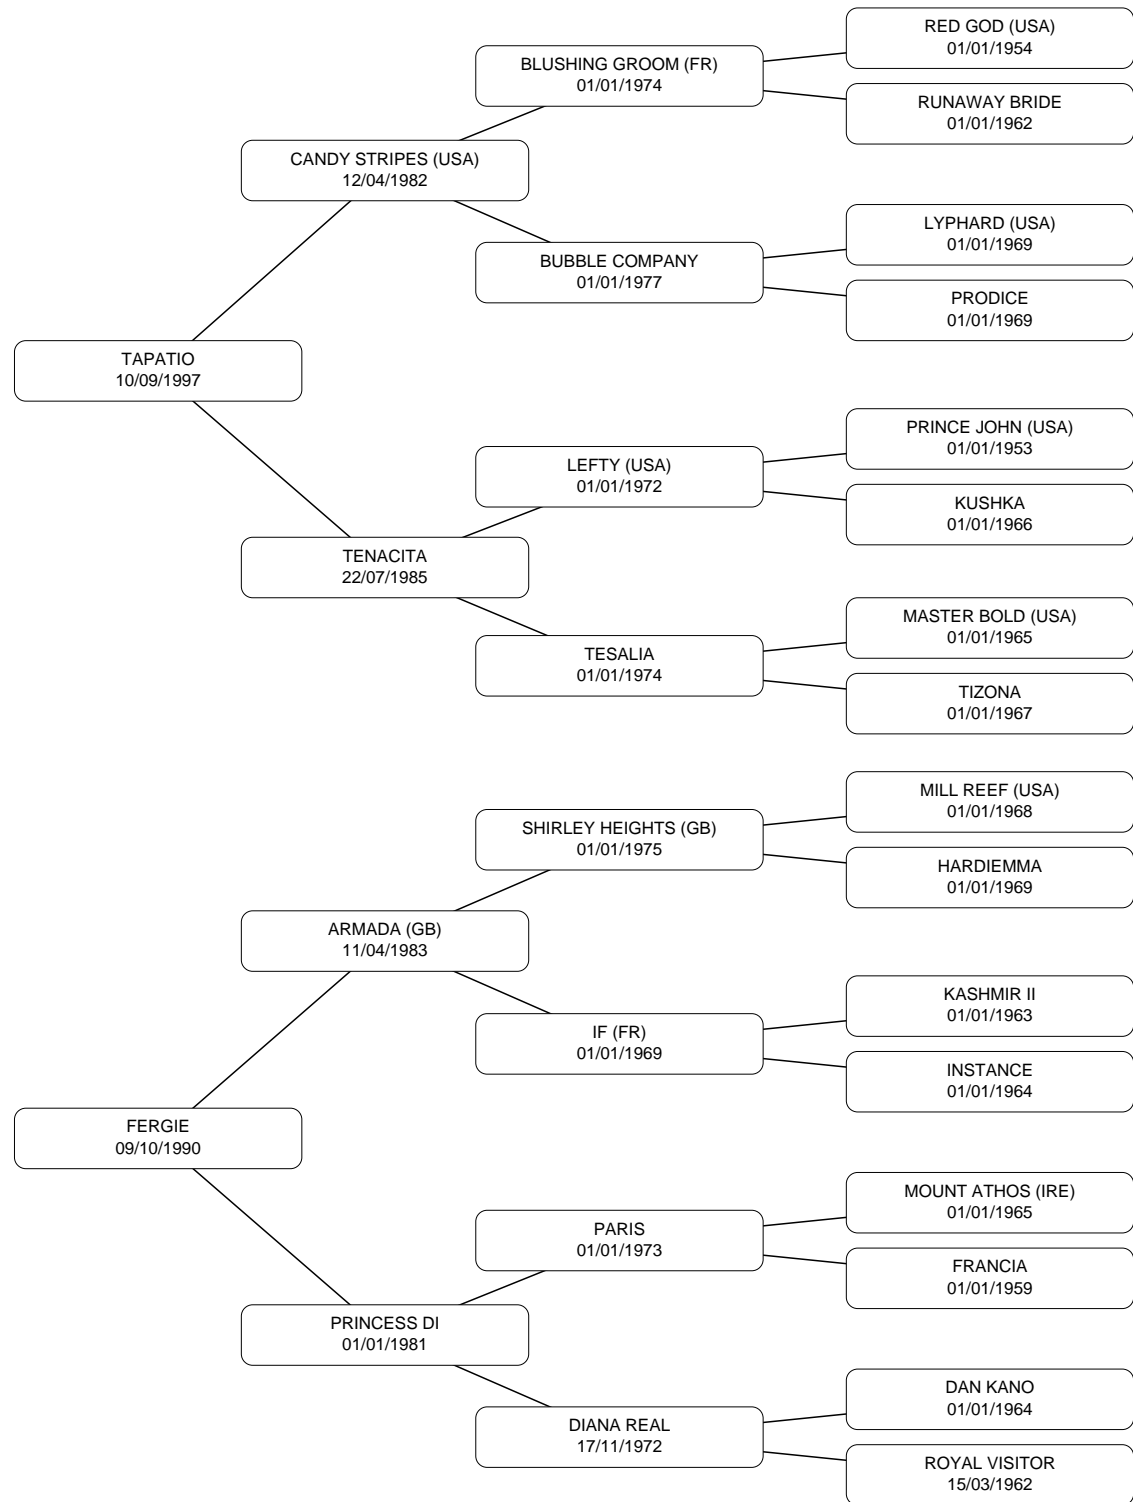 RED GOD (USA)
01/01/1954
BLUSHING GROOM (FR)
01/01/1974
RUNAWAY BRIDE
01/01/1962
CANDY STRIPES (USA)
12/04/1982
LYPHARD (USA)
01/01/1969
BUBBLE COMPANY
01/01/1977
PRODICE
01/01/1969
TAPATIO
10/09/1997
PRINCE JOHN (USA)
01/01/1953
LEFTY (USA)
01/01/1972
KUSHKA
01/01/1966
TENACITA
22/07/1985
MASTER BOLD (USA)
01/01/1965
TESALIA
01/01/1974
TIZONA
01/01/1967
MILL REEF (USA)
01/01/1968
SHIRLEY HEIGHTS (GB)
01/01/1975
HARDIEMMA
01/01/1969
ARMADA (GB)
11/04/1983
KASHMIR II
01/01/1963
IF (FR)
01/01/1969
INSTANCE
01/01/1964
FERGIE
09/10/1990
MOUNT ATHOS (IRE)
01/01/1965
PARIS
01/01/1973
FRANCIA
01/01/1959
PRINCESS DI
01/01/1981
DAN KANO
01/01/1964
DIANA REAL
17/11/1972
ROYAL VISITOR
15/03/1962